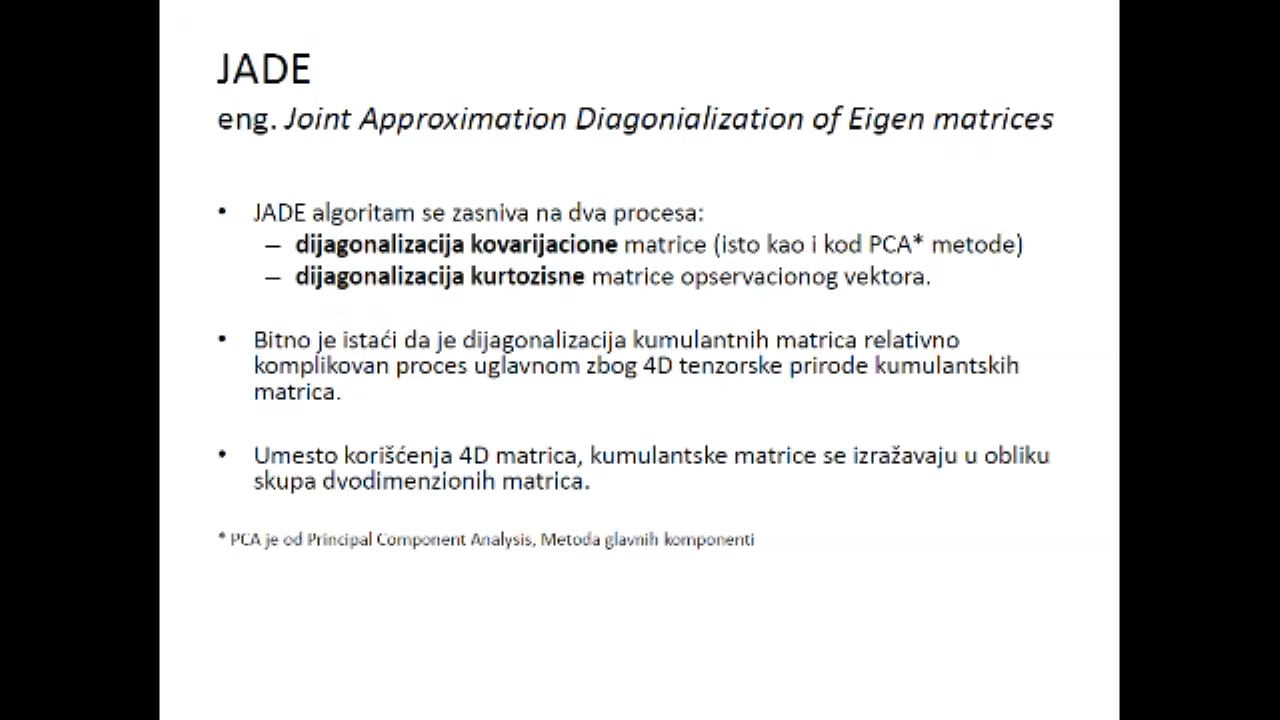 JADE
eng. Joint Approximation Diagonialization of Eigen matrices
• JADE algoritam se zasniva na dva procesa:
– dijagonalizacija kovarijacione matrice (isto kao i kod PCA* metode)
– dijagonalizacija kurtozisne matrice opservacionog vektora.
• Bitno je istaći da je dijagonalizacija kumulantnih matrica relativno
komplikovan proces uglavnom zbog 4D tenzorske prirode kumulantskih
matrica.
• Umesto korišćenja 4D matrica, kumulantske matrice se izražavaju u obliku
skupa dvodimenzionih matrica.
* PCA je od Principal Component Analysis, Metoda glavnih komponenti